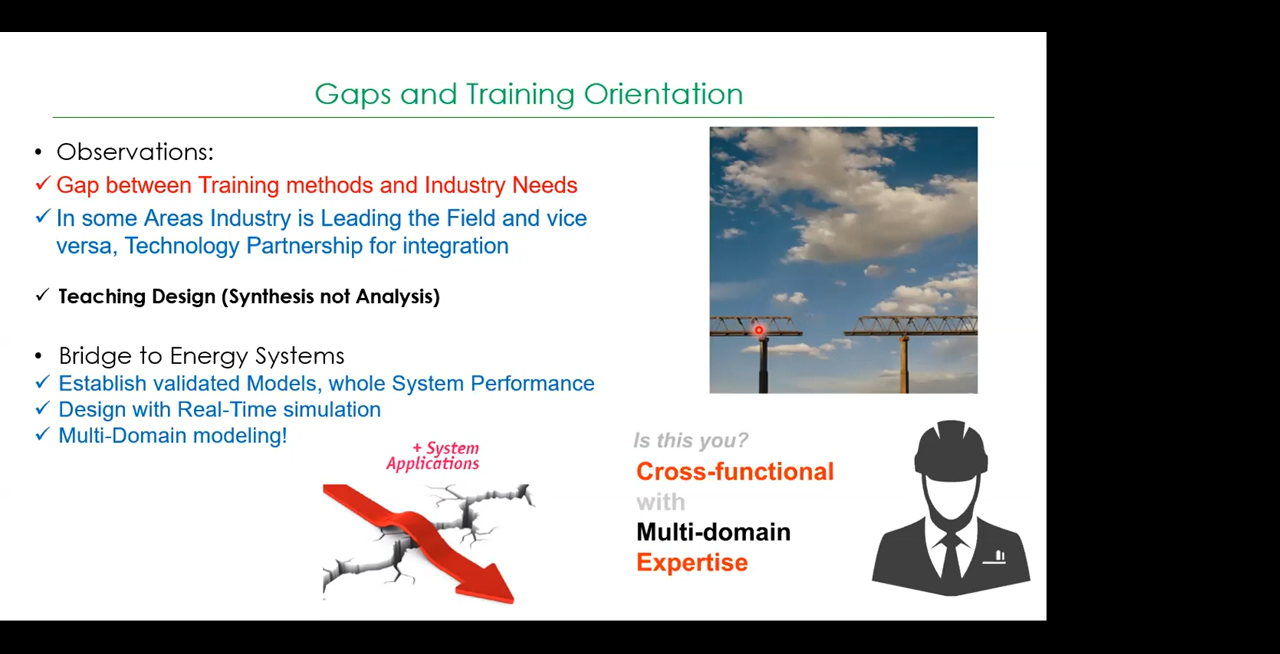 Gaps and Training Orientation
• Observations:
✓ Gap between Training methods and Industry Needs
✓ In some Areas Industry is Leading the Field and vice
versa, Technology Partnership for integration
✓ Teaching Design (Synthesis not Analysis)
• Bridge to Energy Systems
✓ Establish validated Models, whole System Performance
✓ Design with Real-Time simulation
✓ Multi-Domain modeling!
+ System
Applications
Is this you?
Cross-functional
with
Multi-domain
Expertise